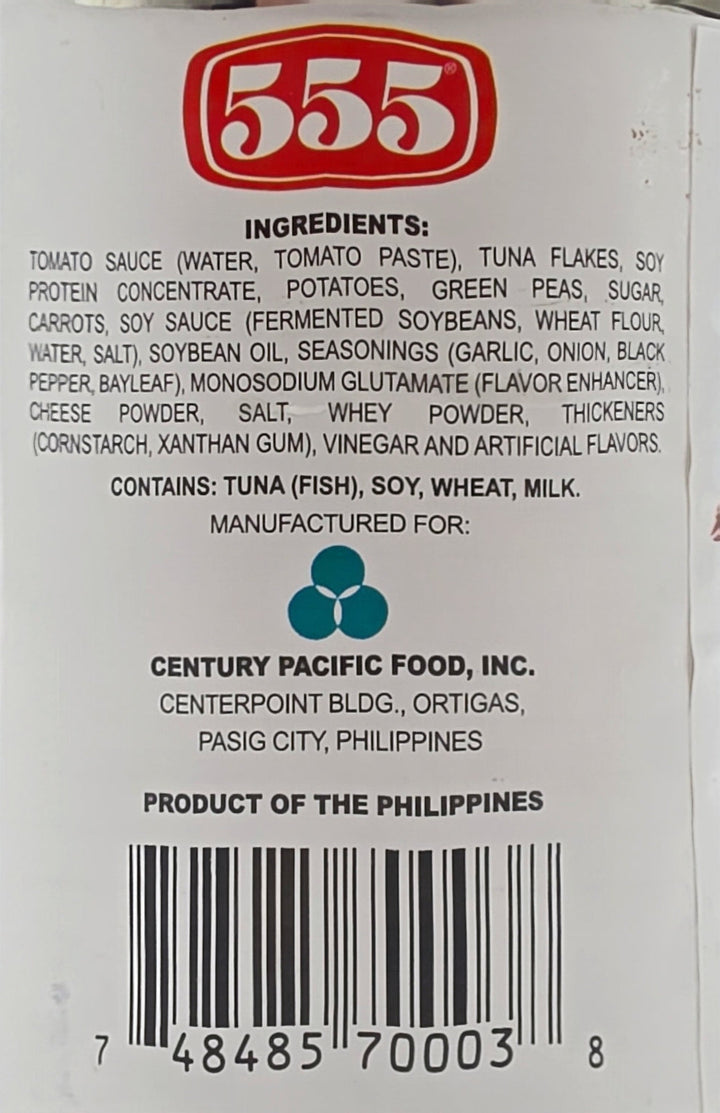 555®
INGREDIENTS:
TOMATO SAUCE (WATER, TOMATO PASTE), TUNA FLAKES, SOY
PROTEIN CONCENTRATE, POTATOES, GREEN PEAS, SUGAR,
CARROTS, SOY SAUCE (FERMENTED SOYBEANS, WHEAT FLOUR,
WATER, SALT), SOYBEAN OIL, SEASONINGS (GARLIC, ONION, BLACK
PEPPER, BAYLEAF), MONOSODIUM GLUTAMATE (FLAVOR ENHANCER),
CHEESE POWDER, SALT, WHEY POWDER, THICKENERS
(CORNSTARCH, XANTHAN GUM), VINEGAR AND ARTIFICIAL FLAVORS.
CONTAINS: TUNA (FISH), SOY, WHEAT, MILK.
MANUFACTURED FOR:
CENTURY PACIFIC FOOD, INC.
CENTERPOINT BLDG., ORTIGAS,
PASIG CITY, PHILIPPINES
PRODUCT OF THE PHILIPPINES
7 48485 70003 8